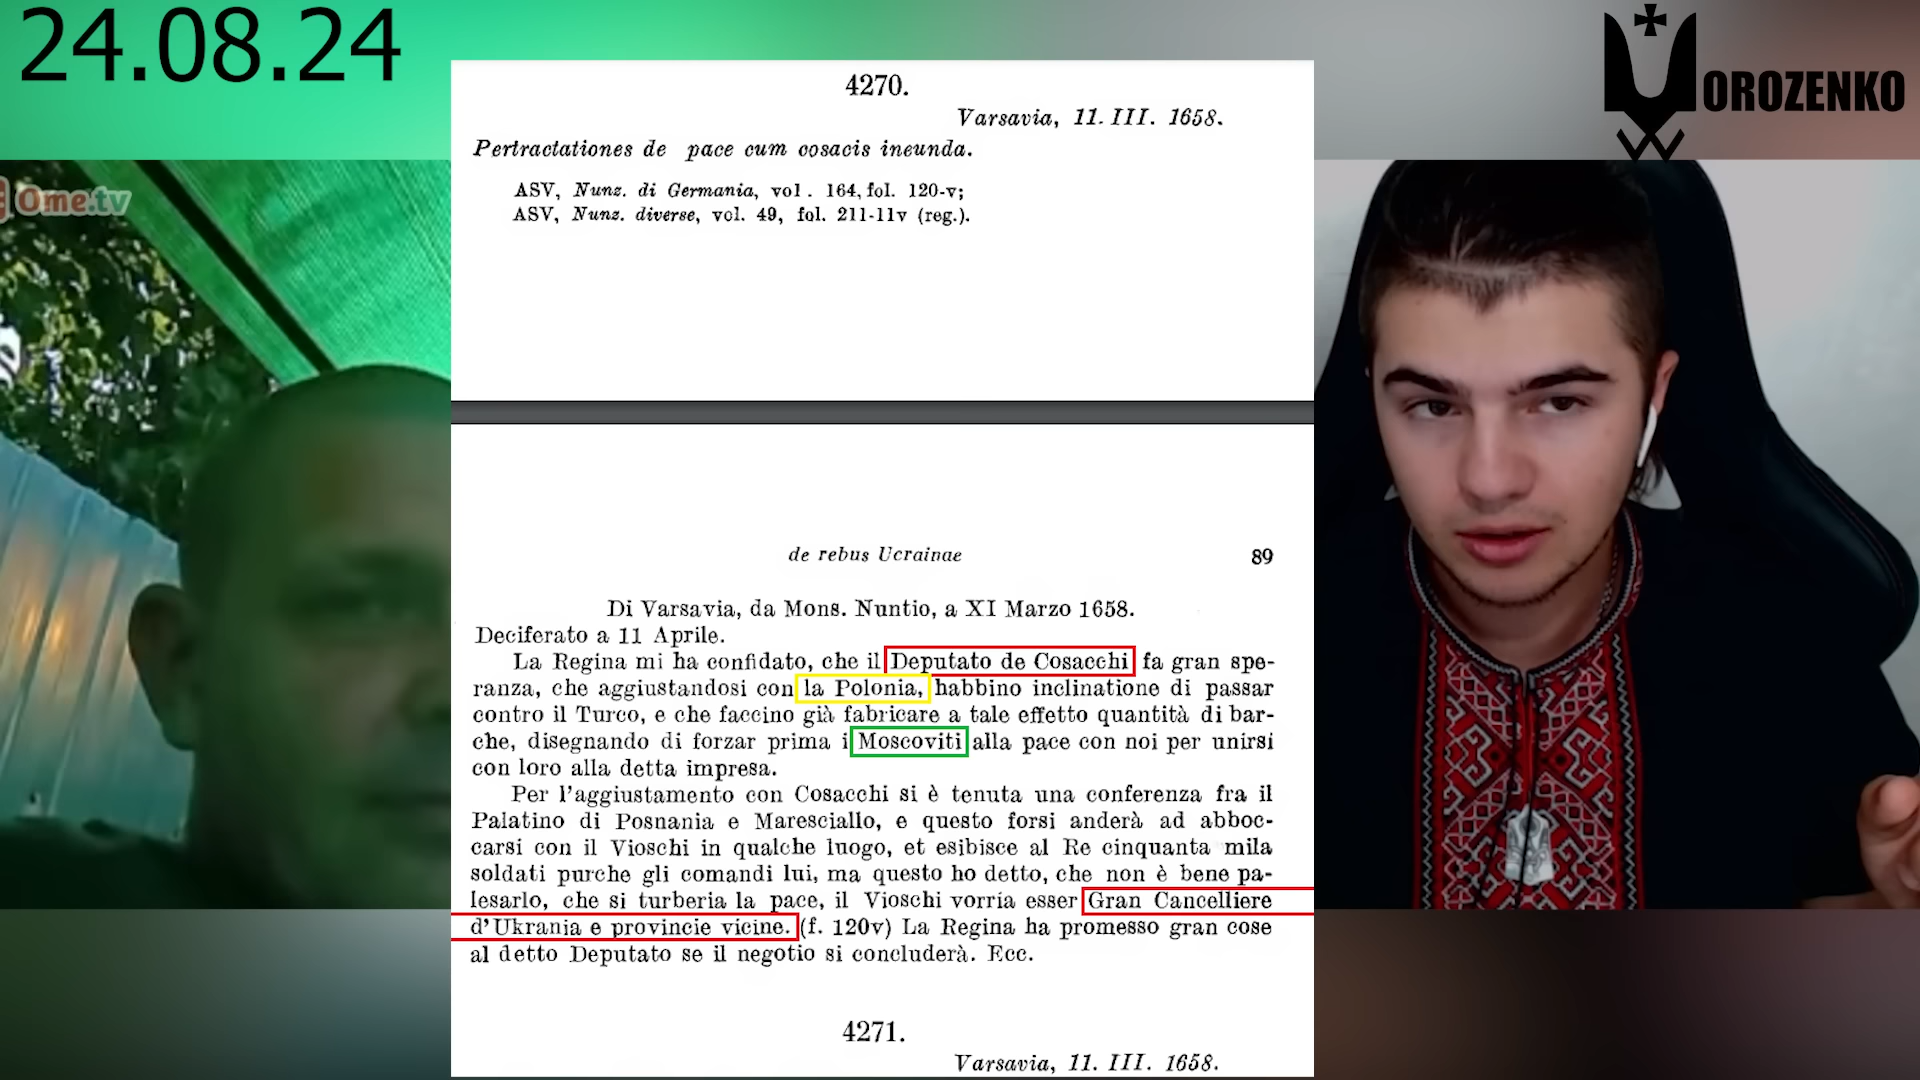 24.08.24
OROZENKO
Ome.tv
4270.
Varsavia, 11. III. 1658.
Pertractationes de pace cum cosacis ineunda.
ASV, Nunz. di Germania, vol. 164, fol. 120-v;
ASV, Nunz. diverse, vol. 49, fol. 211-11v (reg.).
de rebus Ucrainae 89
Di Varsavia, da Mons. Nuntio, a XI Marzo 1658.
Deciferato a 11 Aprile.
La Regina mi ha confidato, che il Deputato de Cosacchi fa gran spe-
ranza, che aggiustandosi con la Polonia, habbino inclinatione di passar
contro il Turco, e che faccino già fabricare a tale effetto quantità di bar-
che, disegnando di forzar prima i Moscoviti alla pace con noi per unirsi
con loro alla detta impresa.
Per l'aggiustamento con Cosacchi si è tenuta una conferenza fra il
Palatino di Posnania e Maresciallo, e questo forsi anderà ad abboc-
carsi con il Vioschi in qualche luogo, et esibisce al Re cinquanta mila
soldati purche gli comandi lui, ma questo ho detto, che non è bene pa-
lesarlo, che si turberia la pace, il Vioschi vorria esser Gran Cancelliere
d'Ukrania e provincie vicine. (f. 120v) La Regina ha promesso gran cose
al detto Deputato se il negotio si concluderà. Ecc.
4271.
Varsavia, 11. III. 1658.